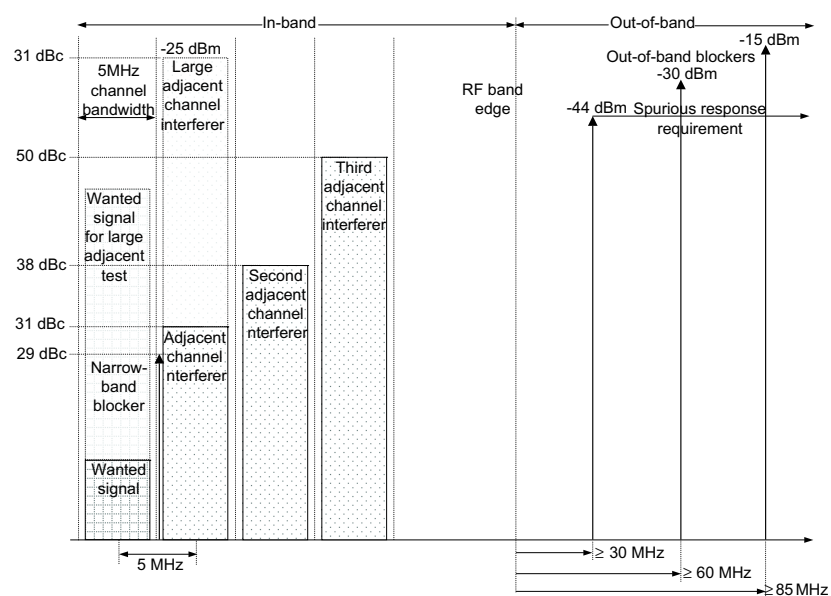 In-band
Out-of-band
31 dBc
-25 dBm
-15 dBm
5MHz
channel
bandwidth
Large
adjacent
channel
interferer
Out-of-band blockers
-30 dBm
RF band
edge
-44 dBm
Spurious response
requirement
50 dBc
Third
adjacent
channel
interferer
Wanted
signal
for large
adjacent
test
38 dBc
Second
adjacent
channel
nterferer
31 dBc
Adjacent
channel
nterferer
29 dBc
Narrow-
band
blocker
Wanted
signal
5 MHz
≥ 30 MHz
≥ 60 MHz
≥85 MHz